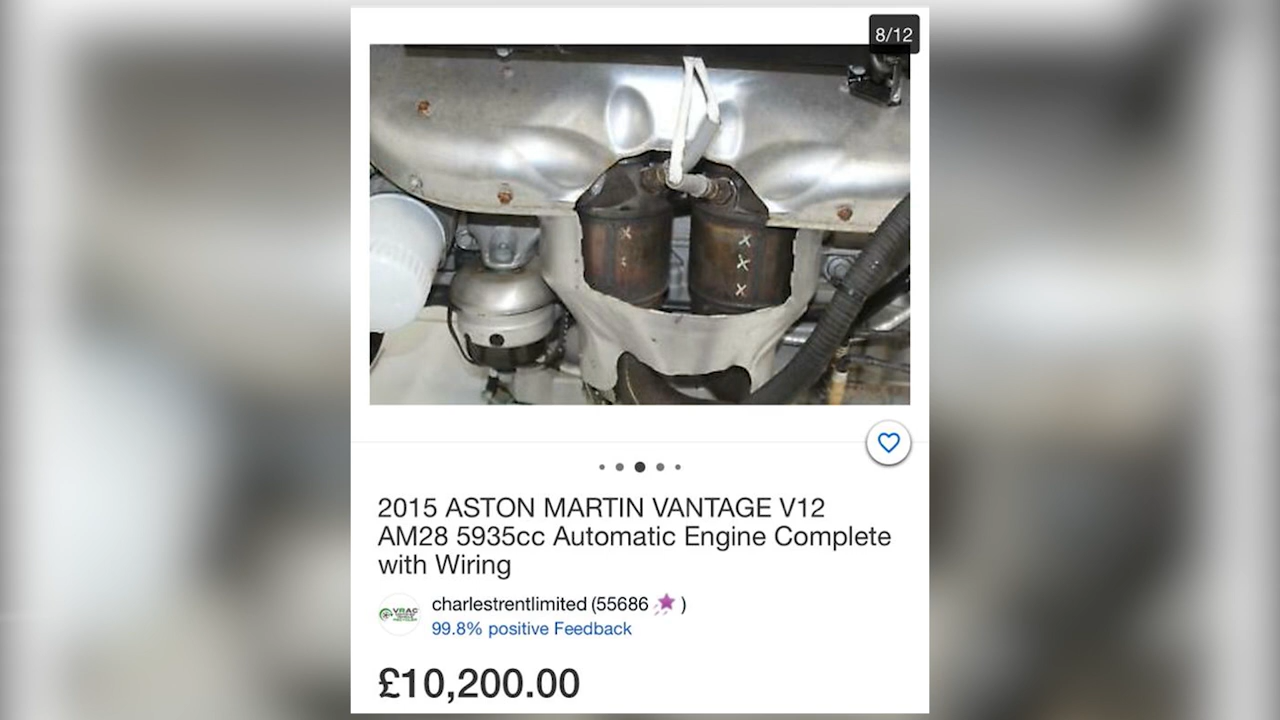 8/12
X X
X
X
2015 ASTON MARTIN VANTAGE V12
AM28 5935cc Automatic Engine Complete
with Wiring
VRAC
charlestrentlimited (55686 )
99.8% positive Feedback
£10,200.00